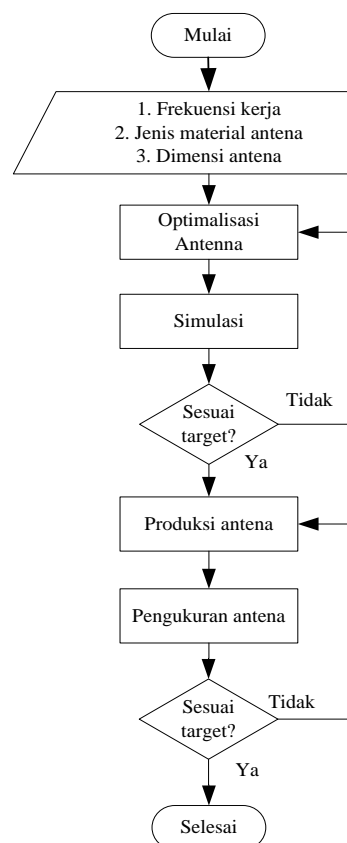 Mulai
1. Frekuensi kerja
2. Jenis material antena
3. Dimensi antena
Optimalisasi
Antenna
Simulasi
Sesuai
target?
Tidak
Ya
Produksi antena
Pengukuran antena
Sesuai
target?
Tidak
Ya
Selesai